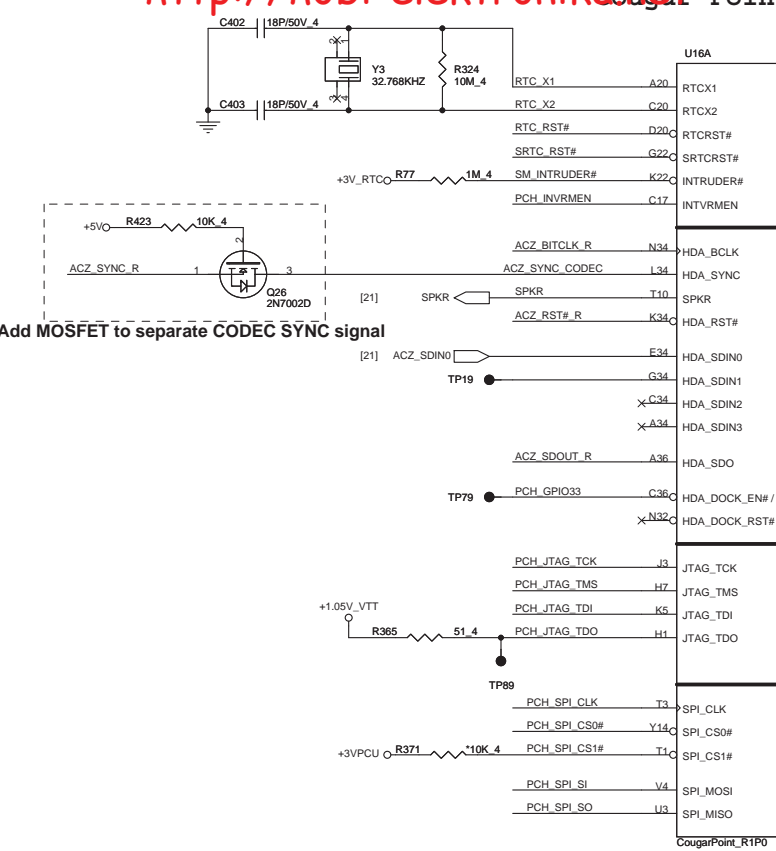 Cougar Point
C402 18P/50V_4
U16A
2 1
Y3
32.768KHZ
R324
10M_4
3 4
C403 18P/50V_4
RTC_X1 A20 RTCX1
RTC_X2 C20 RTCX2
RTC_RST# D20 RTCRST#
SRTC_RST# G22 SRTCRST#
+3V_RTC R77 1M_4 SM_INTRUDER# K22 INTRUDER#
PCH_INVRMEN C17 INTVRMEN
+5V R423 10K_4
2
ACZ_BITCLK_R N34 HDA_BCLK
ACZ_SYNC_R 1 3 ACZ_SYNC_CODEC L34 HDA_SYNC
Q26
2N7002D
[21] SPKR SPKR T10 SPKR
ACZ_RST#_R K34 HDA_RST#
Add MOSFET to separate CODEC SYNC signal
[21] ACZ_SDIN0 E34 HDA_SDIN0
TP19 G34 HDA_SDIN1
C34 HDA_SDIN2
A34 HDA_SDIN3
ACZ_SDOUT_R A36 HDA_SDO
TP79 PCH_GPIO33 C36 HDA_DOCK_EN# /
N32 HDA_DOCK_RST#
PCH_JTAG_TCK J3 JTAG_TCK
PCH_JTAG_TMS H7 JTAG_TMS
+1.05V_VTT
PCH_JTAG_TDI K5 JTAG_TDI
R365 51_4 PCH_JTAG_TDO H1 JTAG_TDO
TP89
PCH_SPI_CLK T3 SPI_CLK
PCH_SPI_CS0# Y14 SPI_CS0#
+3VPCU R371 *10K_4 PCH_SPI_CS1# T1 SPI_CS1#
PCH_SPI_SI V4 SPI_MOSI
PCH_SPI_SO U3 SPI_MISO
CougarPoint_R1P0